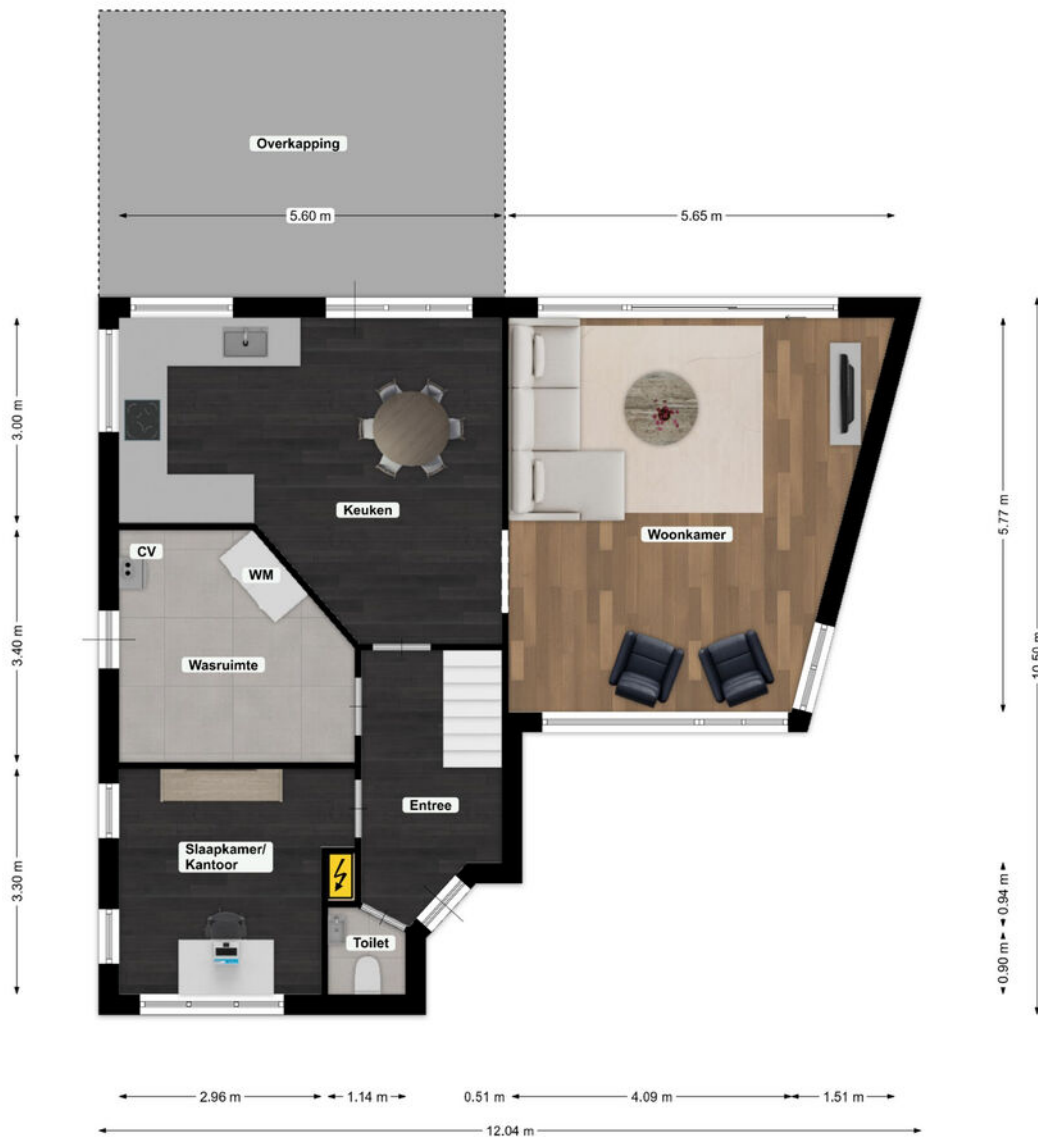 Overkapping
5.60 m
5.65 m
3.00 m
Keuken
Woonkamer
5.77 m
CV
WM
3.40 m
Wasruimte
10.50 m
Entree
Slaapkamer/
Kantoor
3.30 m
0.94 m
Toilet
0.90 m
2.96 m
1.14 m
0.51 m
4.09 m
1.51 m
12.04 m